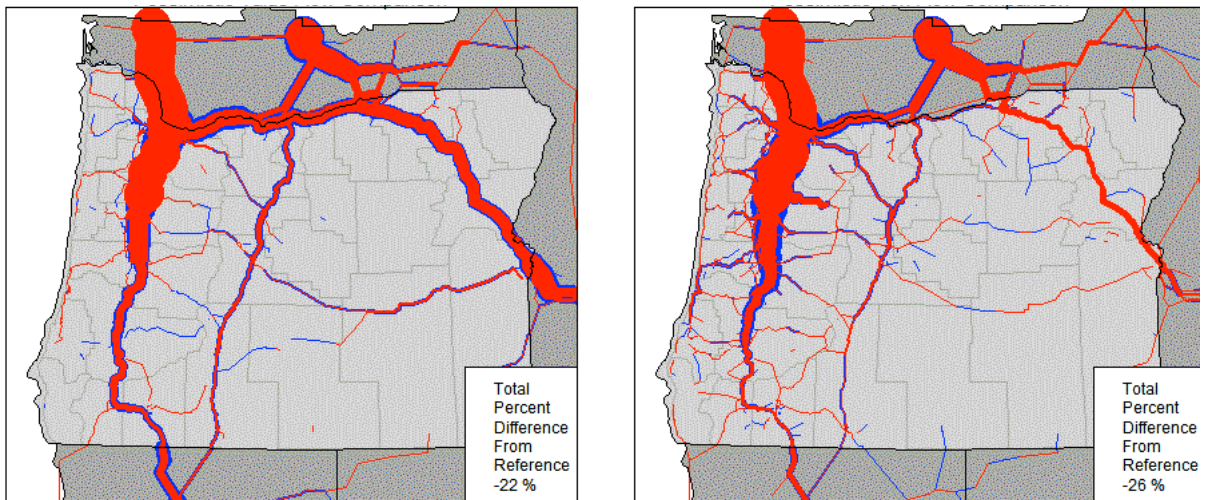 Total
Percent
Difference
From
Reference
-22 %
Total
Percent
Difference
From
Reference
-26 %